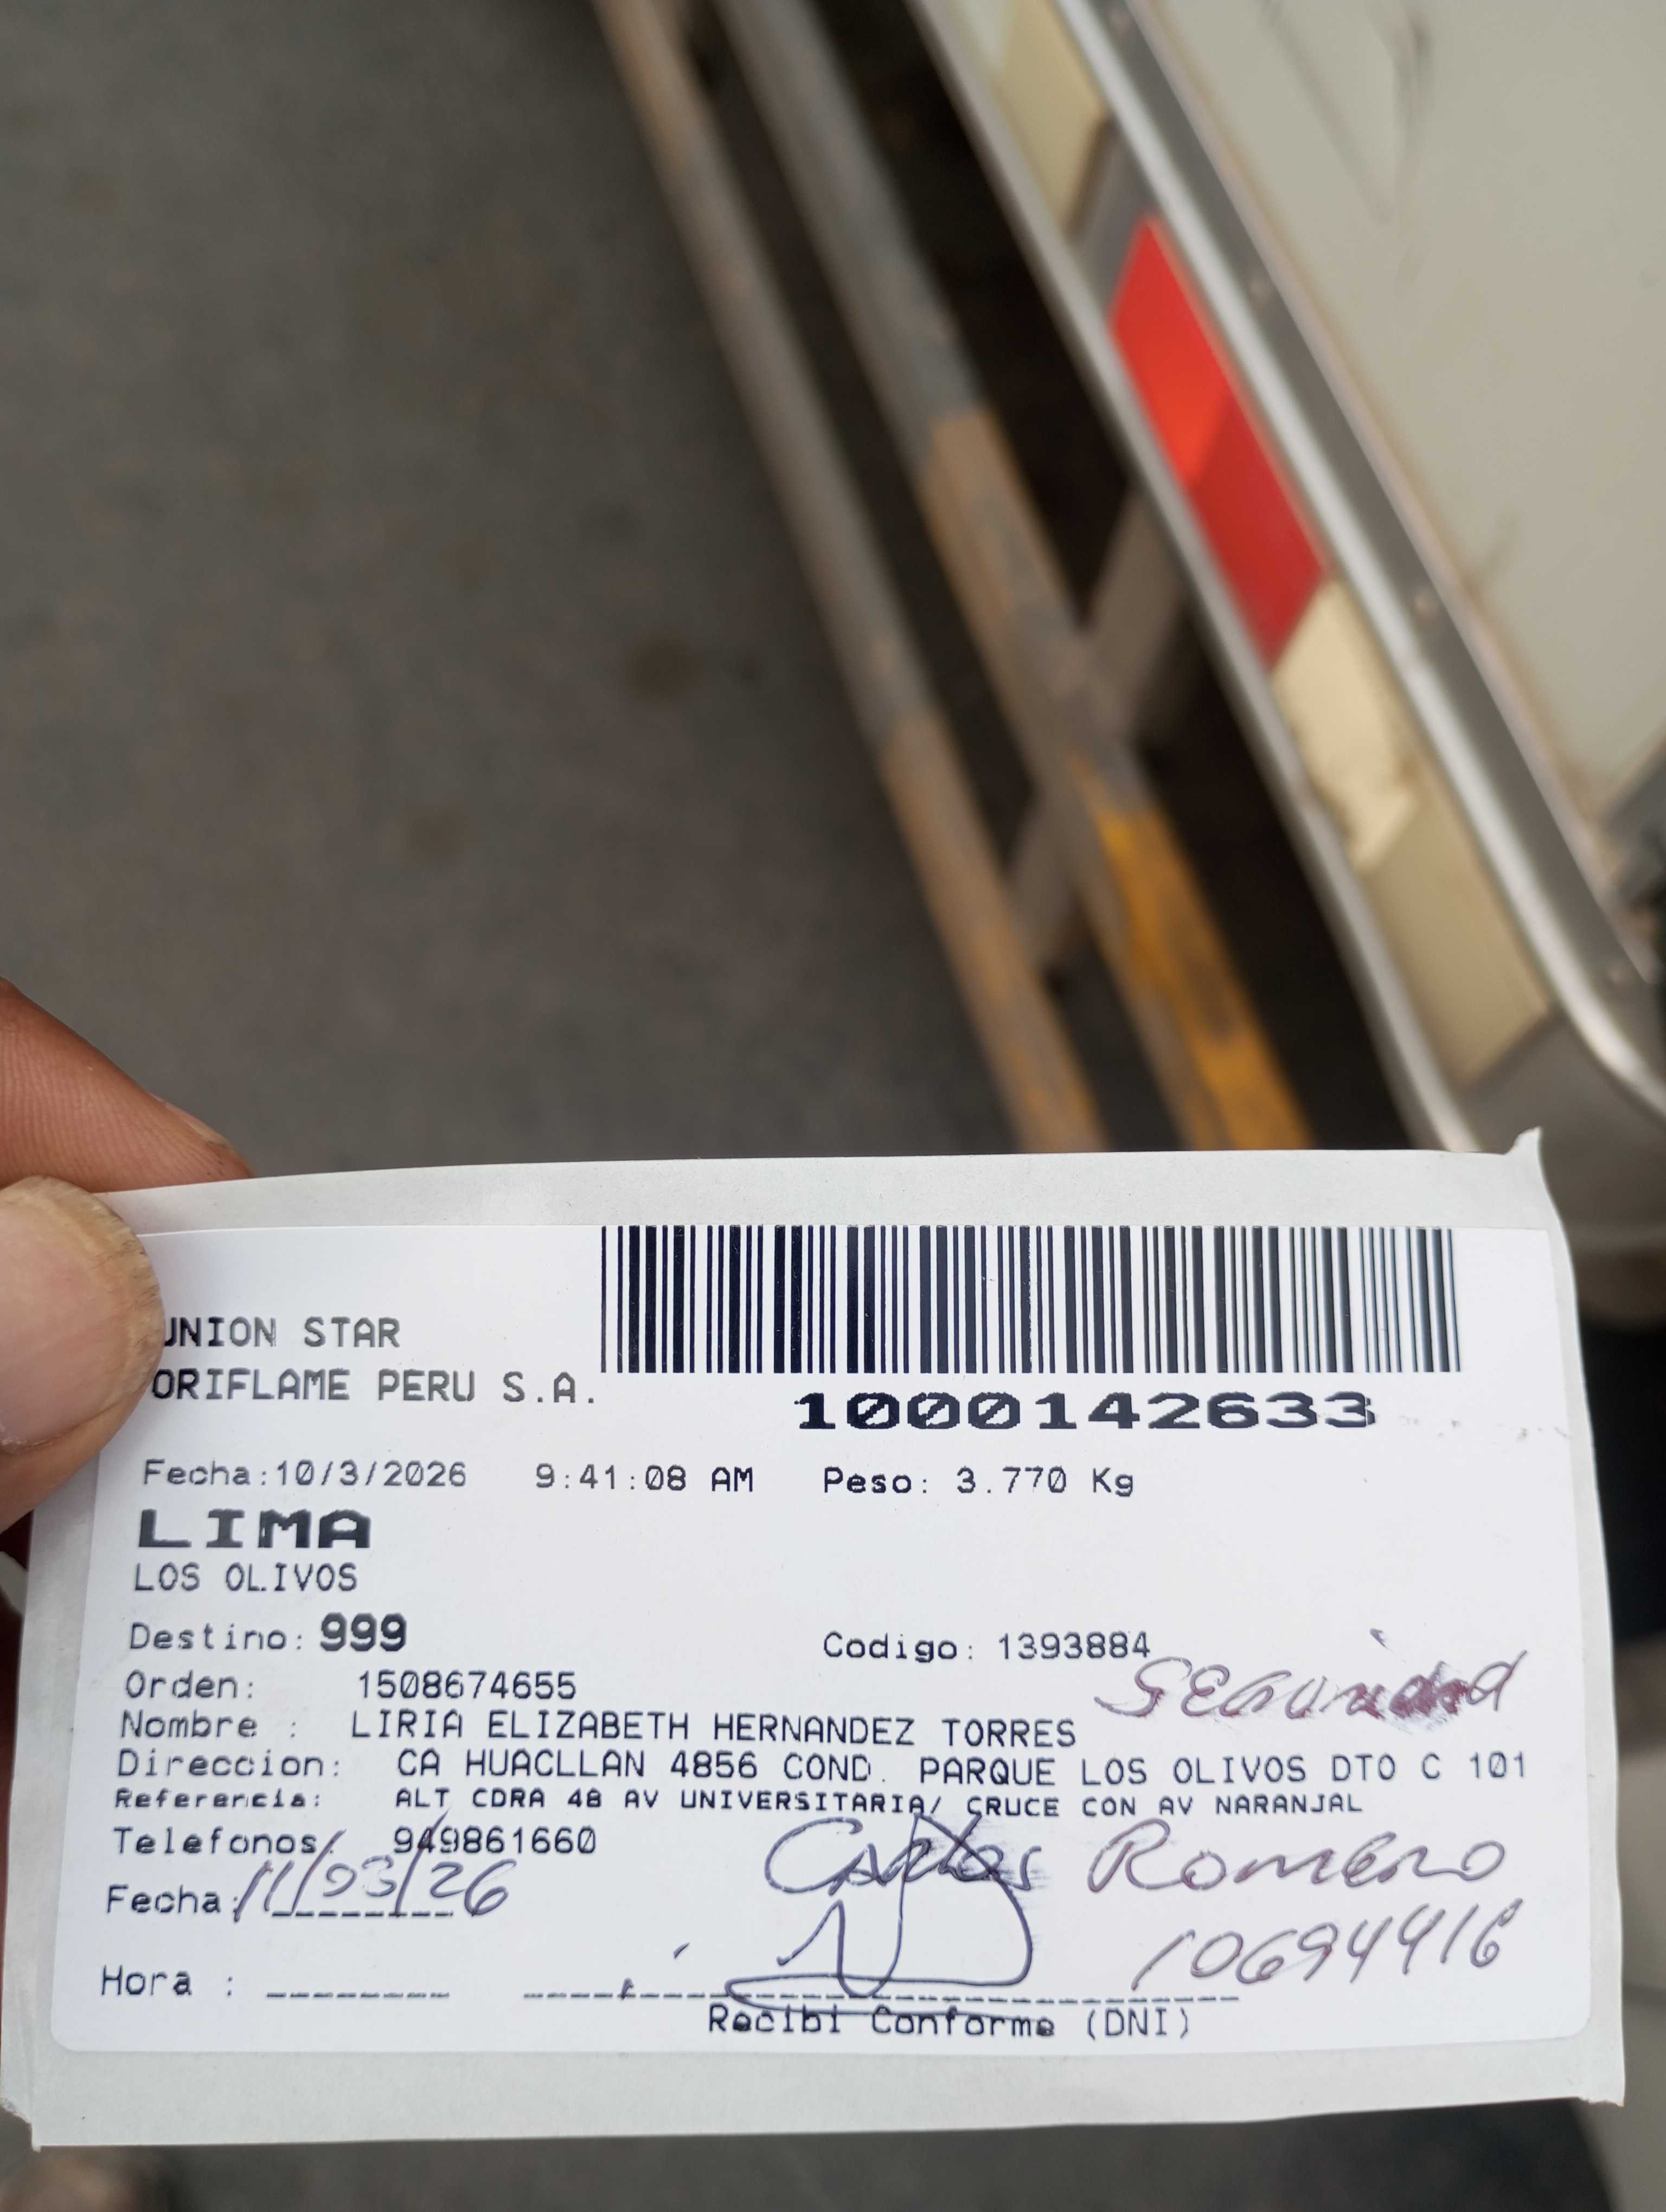 UNION STAR
ORIFLAME PERU S.A.
1000142633
Fecha:10/3/2026 9:41:08 AM Peso: 3.770 Kg
LIMA
LOS OLIVOS
Destino: 999 Codigo: 1393884
Seguridad
Orden: 1508674655
Nombre : LIRIA ELIZABETH HERNANDEZ TORRES
Direccion: CA HUACLLAN 4856 COND. PARQUE LOS OLIVOS DTO C 101
Referencia: ALT CDRA 48 AV UNIVERSITARIA/ CRUCE CON AV NARANJAL
Telefonos: 949861660
Carlos Romero
Fecha: 11/03/26
10694416
Hora :
Recibi Conforme (DNI)